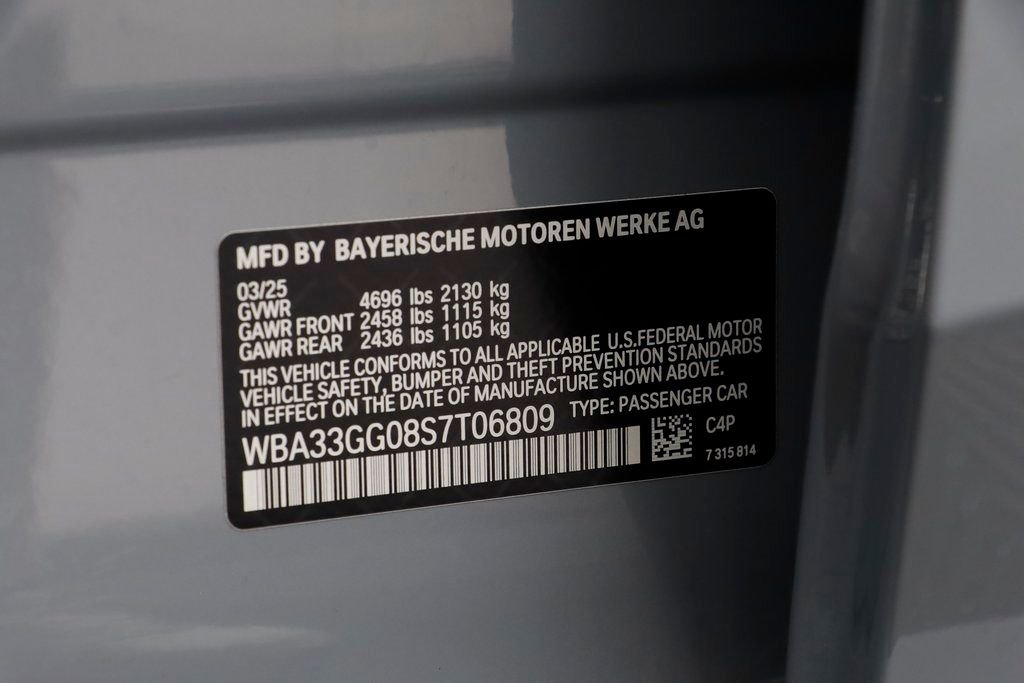 MFD BY BAYERISCHE MOTOREN WERKE AG
03/25
GVWR 4696 lbs 2130 kg
GAWR FRONT 2458 lbs 1115 kg
GAWR REAR 2436 lbs 1105 kg
THIS VEHICLE CONFORMS TO ALL APPLICABLE U.S.FEDERAL MOTOR
VEHICLE SAFETY, BUMPER AND THEFT PREVENTION STANDARDS
IN EFFECT ON THE DATE OF MANUFACTURE SHOWN ABOVE.
WBA33GG08S7T06809 TYPE: PASSENGER CAR
C4P
7 315 814